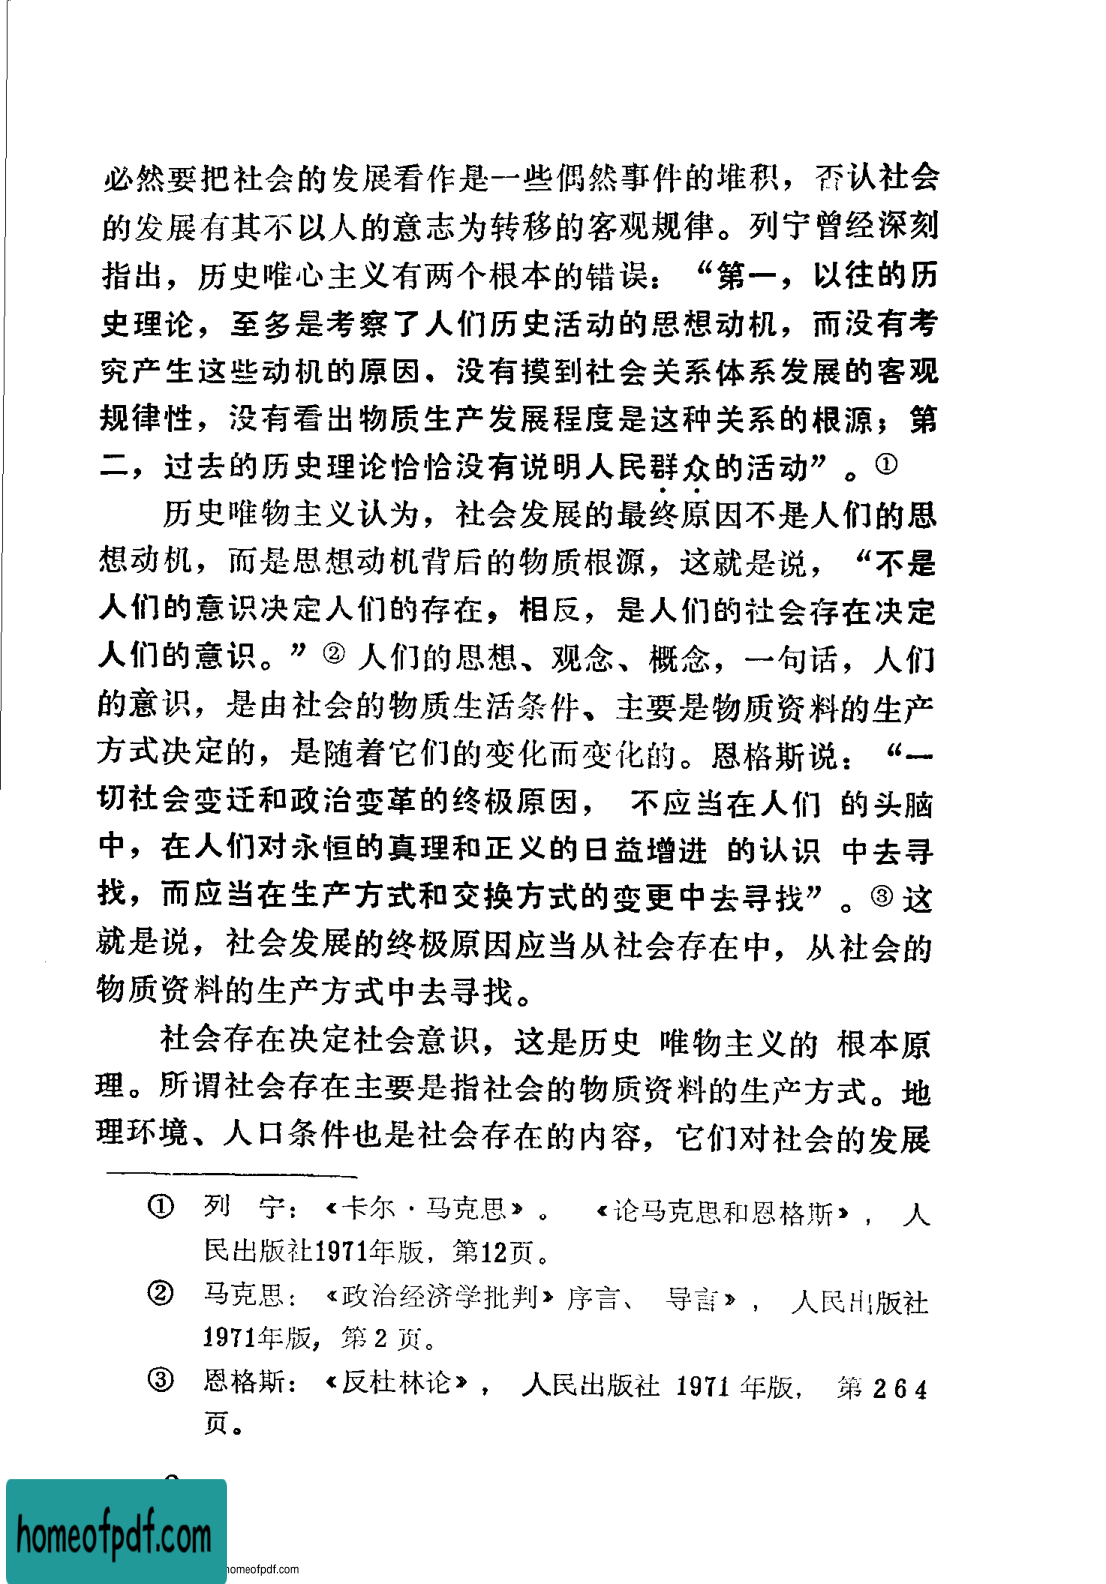 必然要把社会的发展看作是一些偶然事件的堆积，否认社会
的发展有其不以人的意志为转移的客观规律。列宁曾经深刻
指出，历史唯心主义有两个根本的错误：“第一，以往的历
史理论，至多是考察了人们历史活动的思想动机，而没有考
究产生这些动机的原因，没有摸到社会关系体系发展的客观
规律性，没有看出物质生产发展程度是这种关系的根源；第
二，过去的历史理论恰恰没有说明人民群众的活动”。①
历史唯物主义认为，社会发展的最终原因不是人们的思
想动机，而是思想动机背后的物质根源，这就是说，“不是
人们的意识决定人们的存在，相反，是人们的社会存在决定
人们的意识。”② 人们的思想、观念、概念，一句话，人们
的意识，是由社会的物质生活条件、主要是物质资料的生产
方式决定的，是随着它们的变化而变化的。恩格斯说：“一
切社会变迁和政治变革的终极原因， 不应当在人们 的头脑
中，在人们对永恒的真理和正义的日益增进 的认识 中去寻
找，而应当在生产方式和交换方式的变更中去寻找”。③这
就是说，社会发展的终极原因应当从社会存在中，从社会的
物质资料的生产方式中去寻找。
社会存在决定社会意识，这是历史 唯物主义的 根本原
理。所谓社会存在主要是指社会的物质资料的生产方式。地
理环境、人口条件也是社会存在的内容，它们对社会的发展
① 列 宁：《卡尔·马克思》。 《论马克思和恩格斯》， 人
民出版社1971年版，第12页。
② 马克思：《政治经济学批判》序言、 导言》， 人民出版社
1971年版，第 2 页。
③ 恩格斯：《反杜林论》， 人民出版社 1971 年版， 第 264
页。
homeofpdf.com
homeofpdf.com